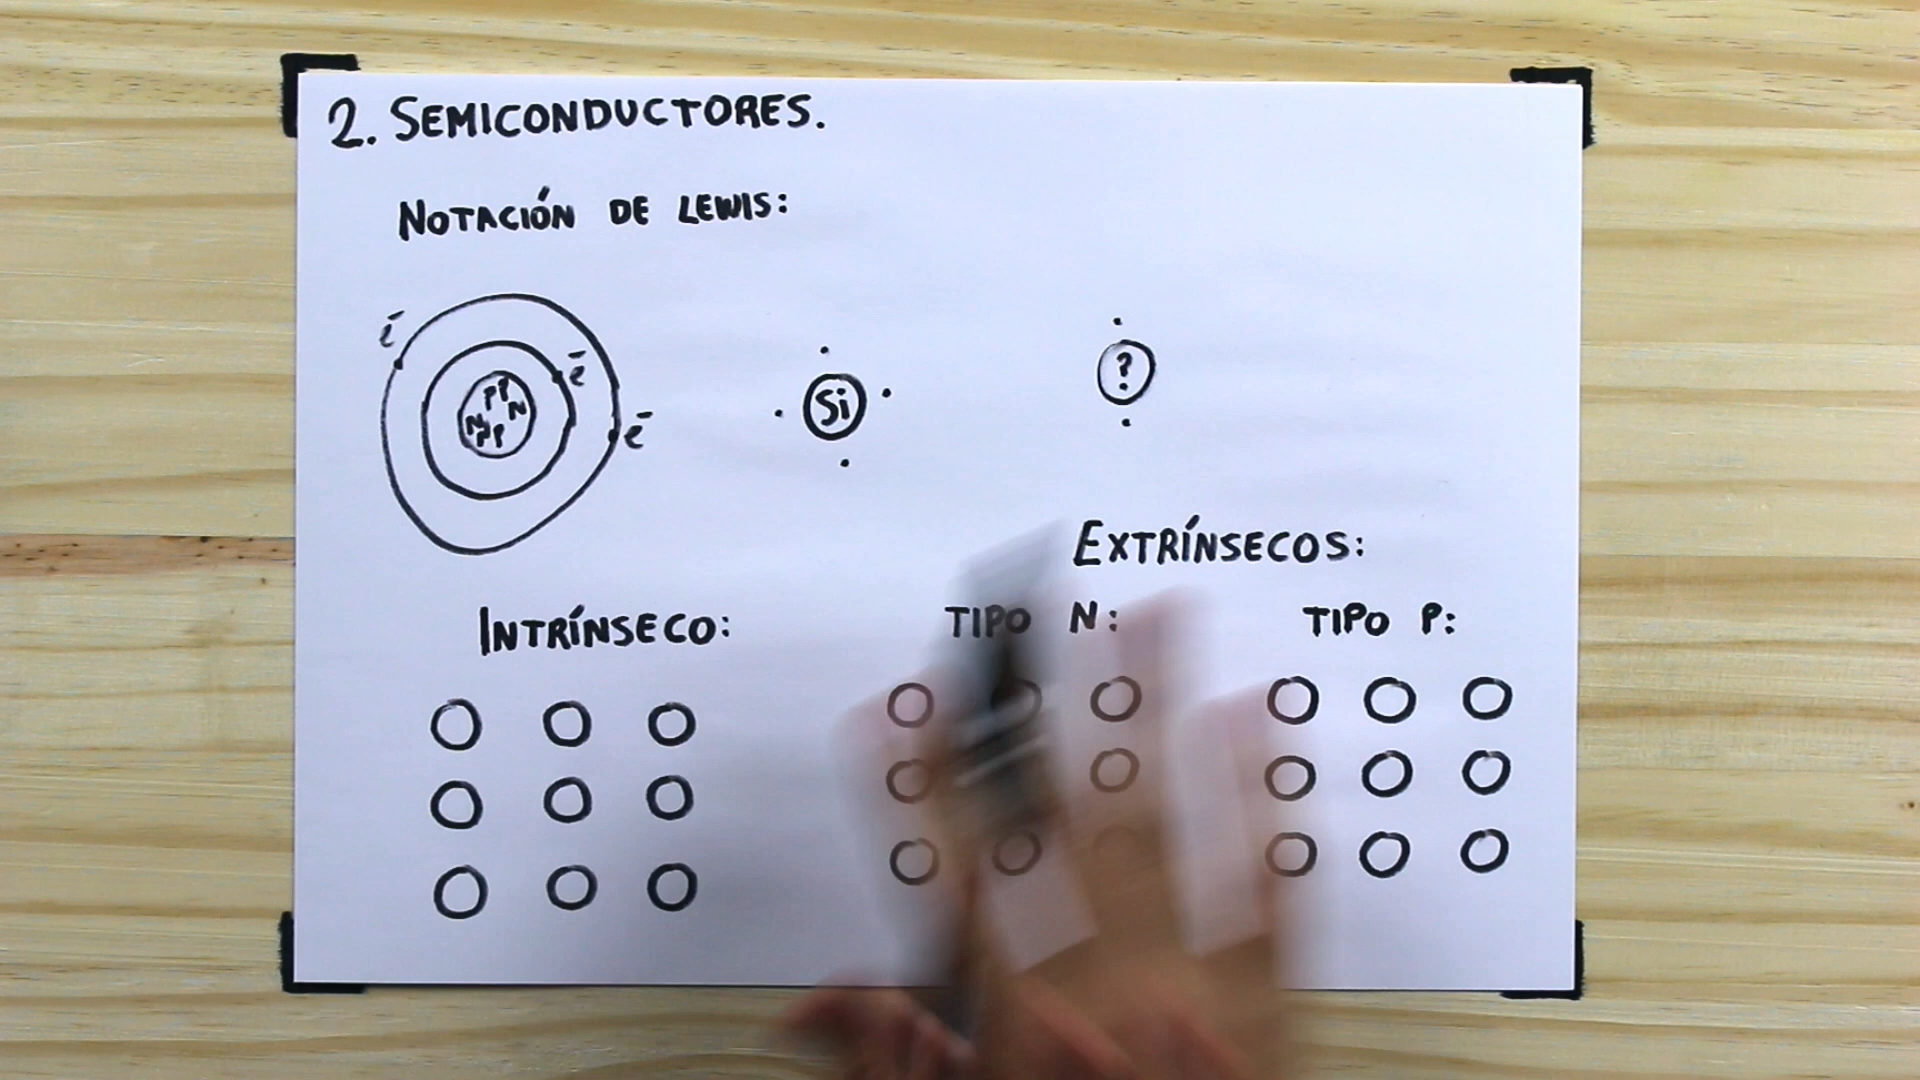 2. SEMICONDUCTORES.
NOTACIÓN DE LEWIS:
e⁻
e⁻
e⁻
P P
N N
N P
Si
?
EXTRÍNSECOS:
INTRÍNSECO:
TIPO N:
TIPO P: